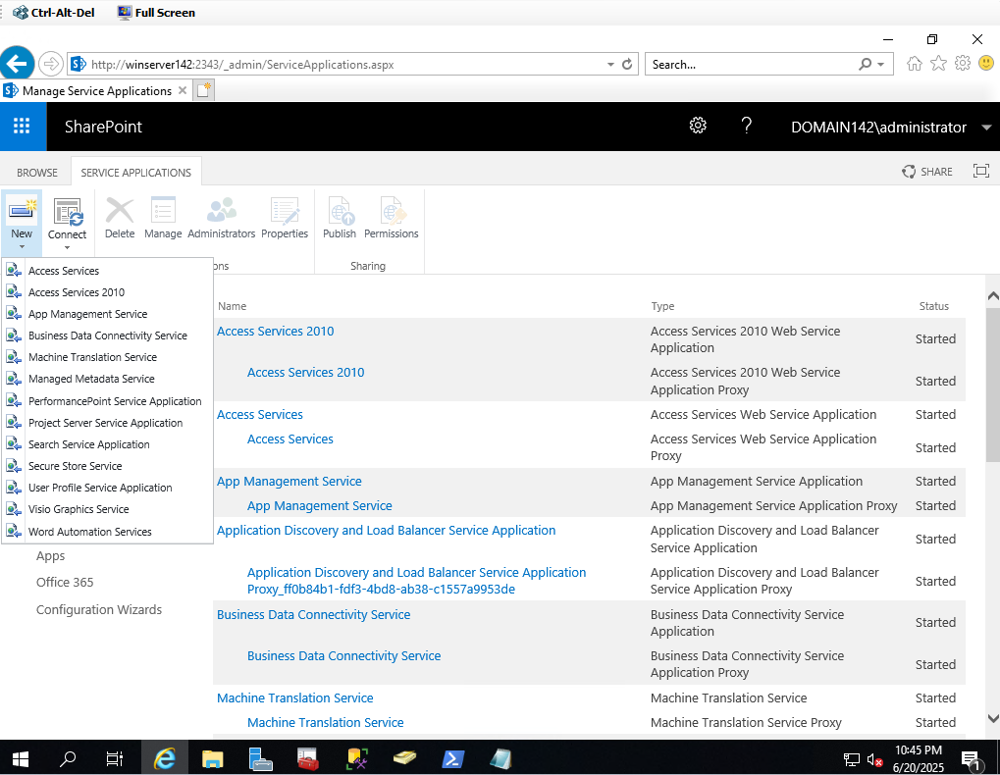 Ctrl-Alt-Del Full Screen
http://winserver142:2343/_admin/ServiceApplications.aspx
Search...
Manage Service Applications
SharePoint
?
DOMAIN142\administrator
BROWSE
SERVICE APPLICATIONS
SHARE
New
Connect
Delete
Manage
Administrators
Properties
Publish
Permissions
ons
Sharing
Access Services
Access Services 2010
App Management Service
Business Data Connectivity Service
Machine Translation Service
Managed Metadata Service
PerformancePoint Service Application
Project Server Service Application
Search Service Application
Secure Store Service
User Profile Service Application
Visio Graphics Service
Word Automation Services
Apps
Office 365
Configuration Wizards
Name Type Status
Access Services 2010 Access Services 2010 Web Service Started
Application
Access Services 2010 Access Services 2010 Web Service Started
Application Proxy
Access Services Access Services Web Service Application Started
Access Services Access Services Web Service Application Started
Proxy
App Management Service App Management Service Application Started
App Management Service App Management Service Application Proxy Started
Application Discovery and Load Balancer Service Application Application Discovery and Load Balancer Started
Service Application
Application Discovery and Load Balancer Service Application Application Discovery and Load Balancer Started
Proxy_ff0b84b1-fdf3-4bd8-ab38-c1557a9953de Service Application Proxy
Business Data Connectivity Service Business Data Connectivity Service Started
Application
Business Data Connectivity Service Business Data Connectivity Service Started
Application Proxy
Machine Translation Service Machine Translation Service Started
Machine Translation Service Machine Translation Service Proxy Started
10:45 PM
6/20/2025
1